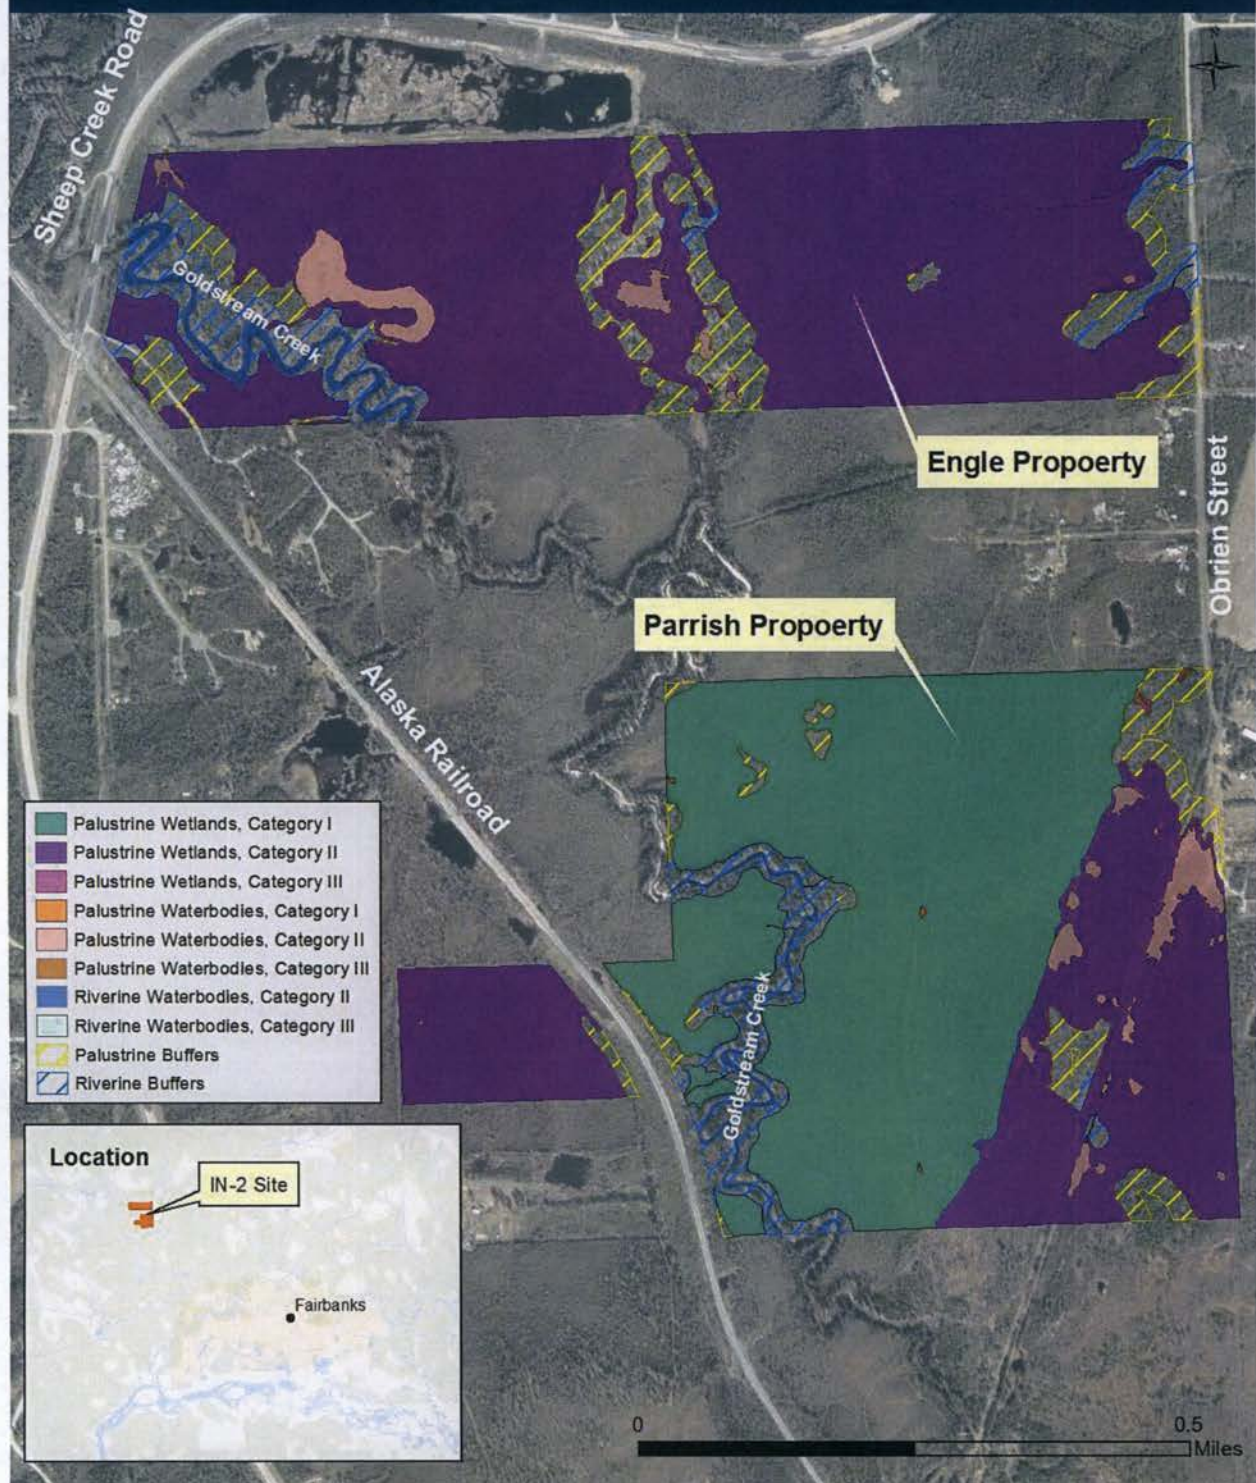 Sheep Creek Road
Goldstream Creek
Engle Propoerty
Obrien Street
Parrish Propoerty
Alaska Railroad
Goldstream Creek
Palustrine Wetlands, Category I
Palustrine Wetlands, Category II
Palustrine Wetlands, Category III
Palustrine Waterbodies, Category I
Palustrine Waterbodies, Category II
Palustrine Waterbodies, Category III
Riverine Waterbodies, Category II
Riverine Waterbodies, Category III
Palustrine Buffers
Riverine Buffers
Location
IN-2 Site
Fairbanks
0 0.5
Miles